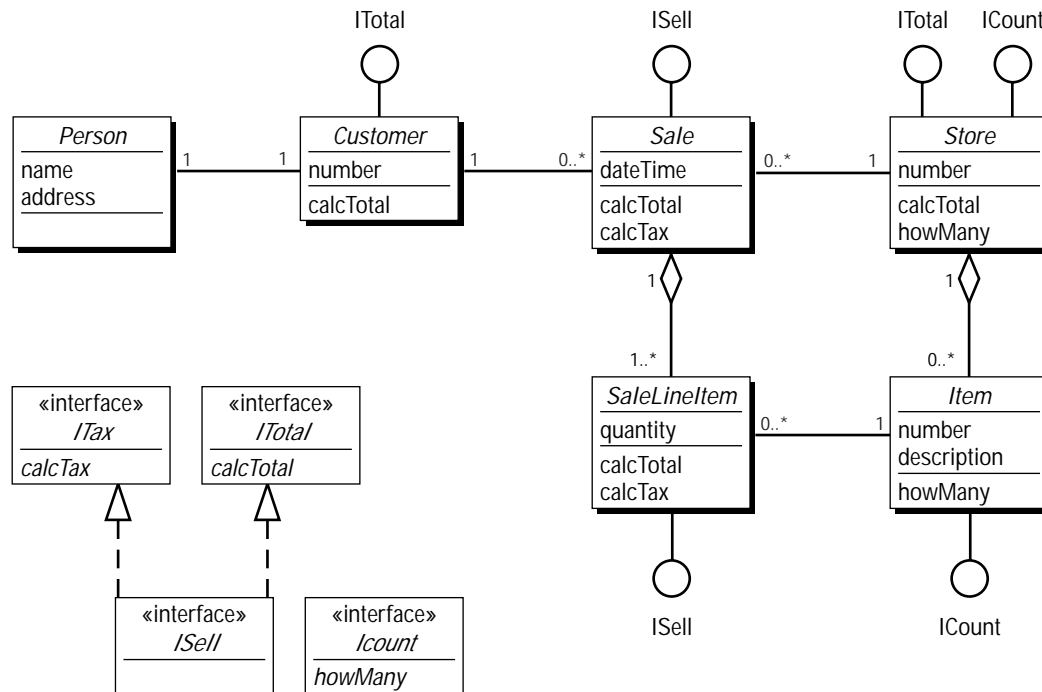 ITotal
ISell
ITotal
ICount
Person
name
address
1
1
Customer
number
calcTotal
1
0..*
Sale
dateTime
calcTotal
calcTax
0..*
1
Store
number
calcTotal
howMany
1
1..*
1
0..*
«interface»
ITax
calcTax
«interface»
ITotal
calcTotal
SaleLineItem
quantity
calcTotal
calcTax
0..*
1
Item
number
description
howMany
«interface»
ISell
«interface»
Icount
howMany
ISell
ICount